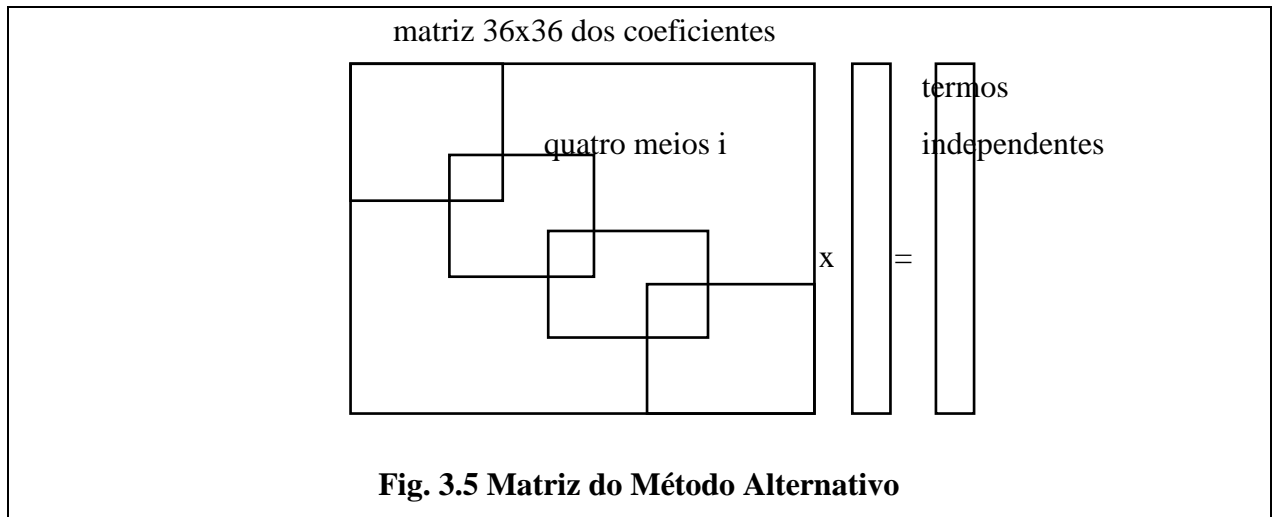 matriz 36x36 dos coeficientes
termos
quatro meios i
independentes
x
=
Fig. 3.5 Matriz do Método Alternativo